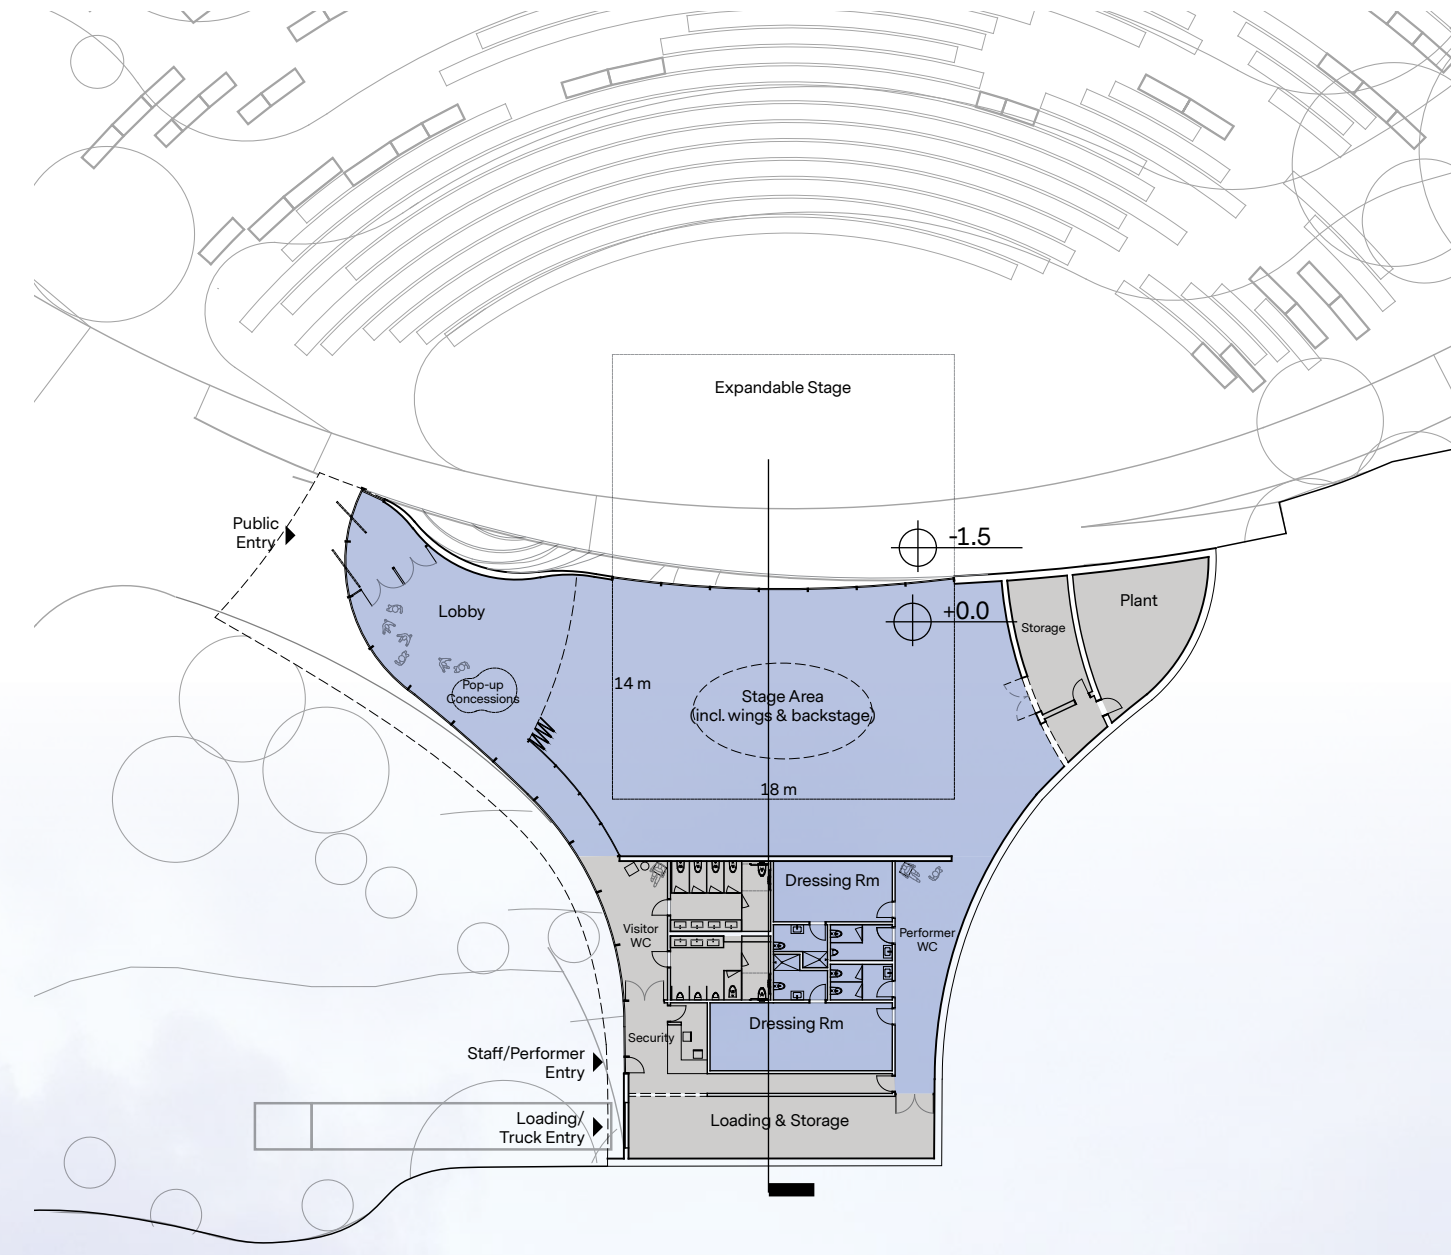 Expandable Stage
Public
Entry
-1.5
+0.0
Lobby
Plant
Storage
Pop-up
Concessions
14 m
Stage Area
(incl. wings & backstage)
18 m
Dressing Rm
Visitor
WC
Performer
WC
Dressing Rm
Security
Staff/Performer
Entry
Loading/
Truck Entry
Loading & Storage